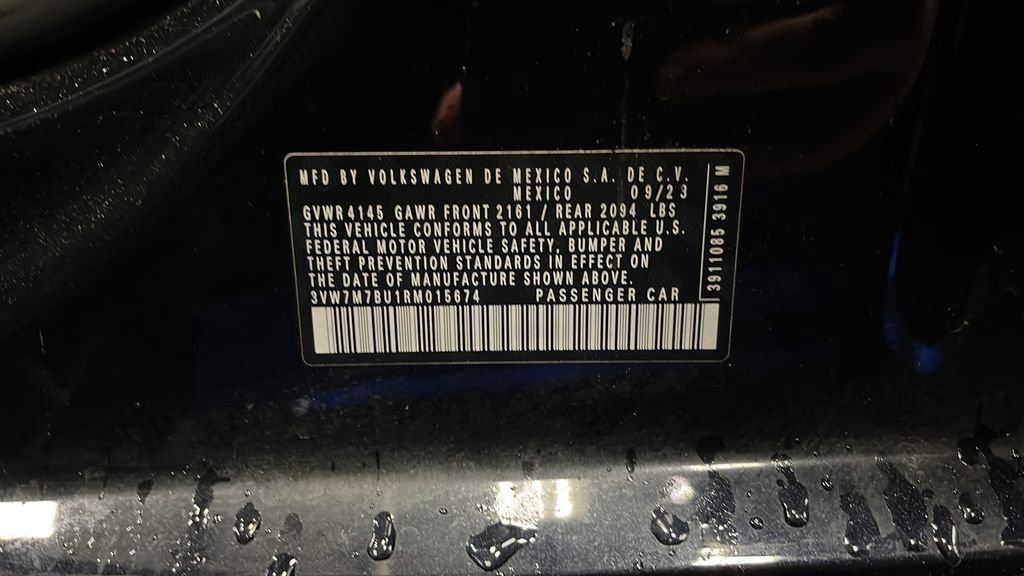 MFD BY VOLKSWAGEN DE MEXICO S.A. DE C.V.
MEXICO 09/23
GVWR 4145 GAWR FRONT 2161 / REAR 2094 LBS
THIS VEHICLE CONFORMS TO ALL APPLICABLE U.S.
FEDERAL MOTOR VEHICLE SAFETY, BUMPER AND
THEFT PREVENTION STANDARDS IN EFFECT ON
THE DATE OF MANUFACTURE SHOWN ABOVE.
3VW7M7BU1RM015674 PASSENGER CAR
3911085 3916 M